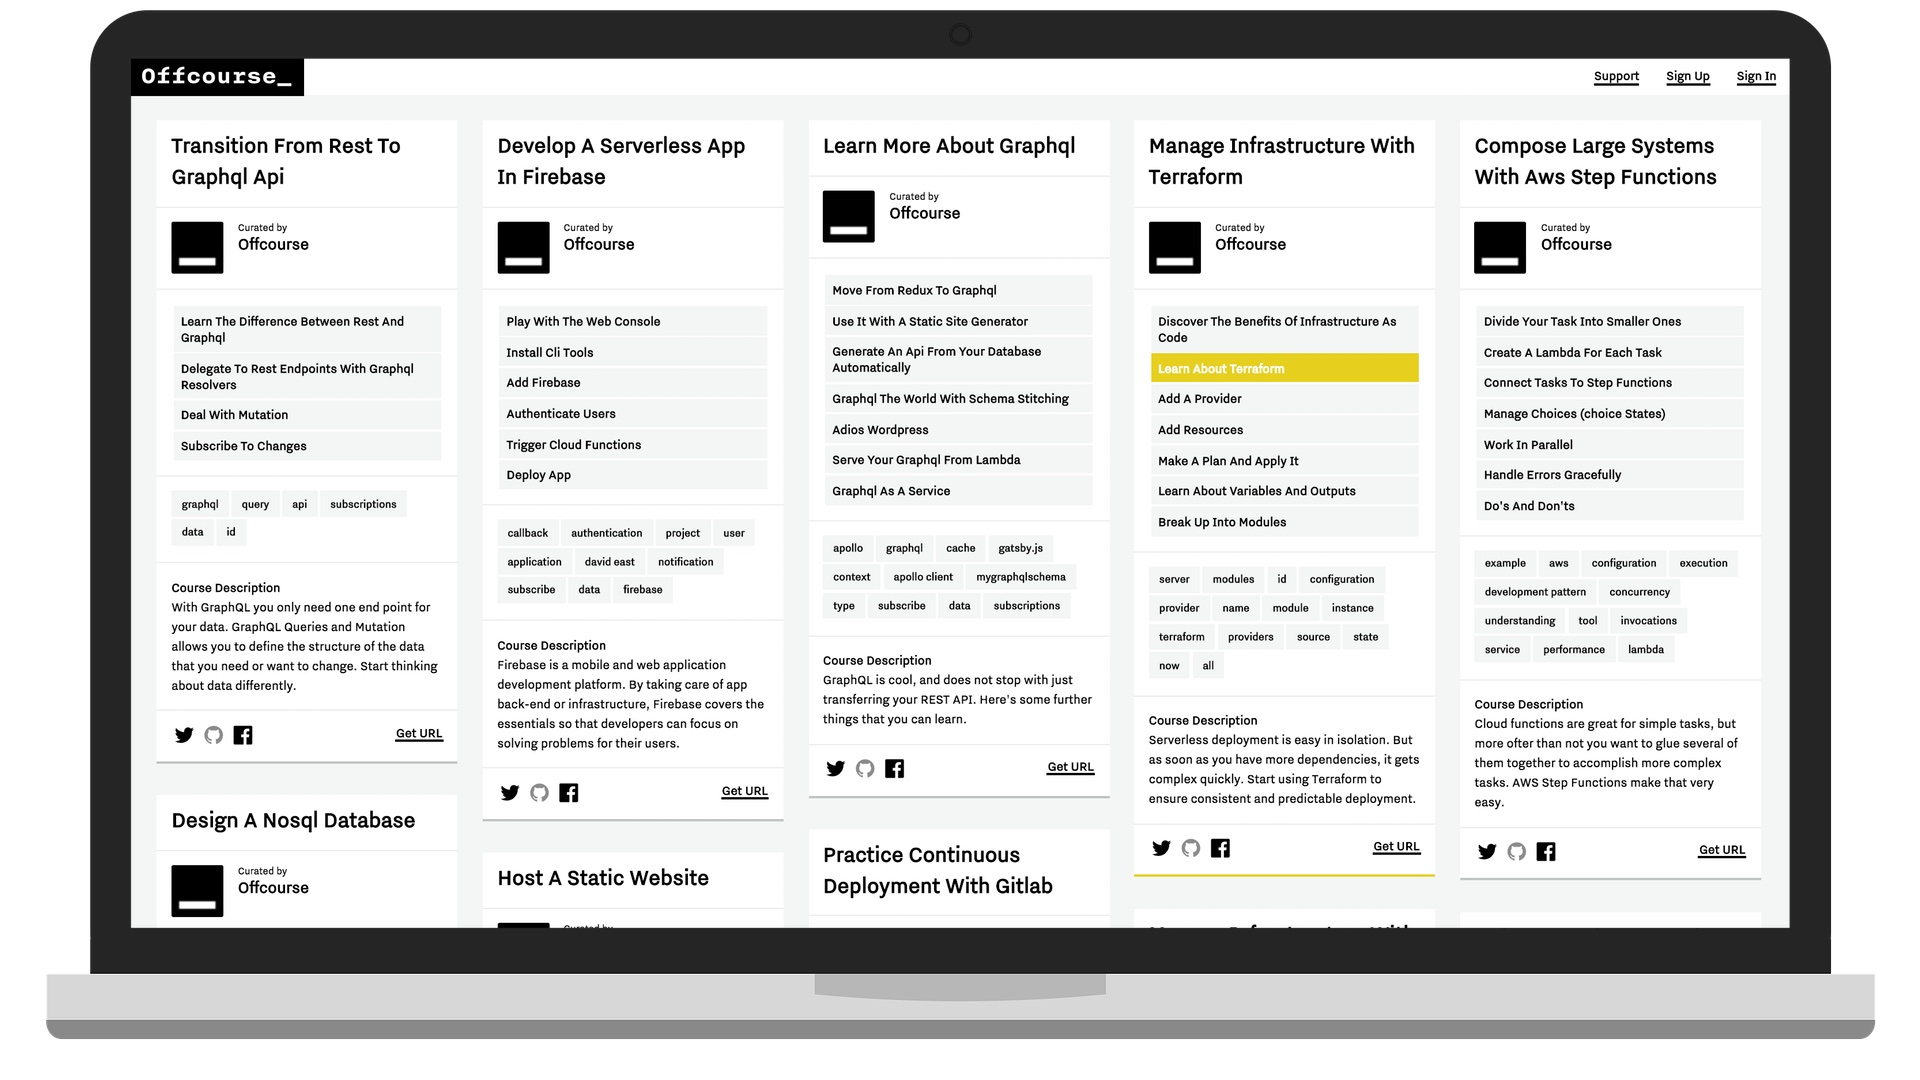 Offcourse_
Support
Sign Up
Sign In
Transition From Rest To
Graphql Api
Curated by
Offcourse
Learn The Difference Between Rest And
Graphql
Delegate To Rest Endpoints With Graphql
Resolvers
Deal With Mutation
Subscribe To Changes
graphql query api subscriptions
data id
Course Description
With GraphQL you only need one end point for
your data. GraphQL Queries and Mutation
allows you to define the structure of the data
that you need or want to change. Start thinking
about data differently.
Get URL
Design A Nosql Database
Curated by
Offcourse
Develop A Serverless App
In Firebase
Curated by
Offcourse
Play With The Web Console
Install Cli Tools
Add Firebase
Authenticate Users
Trigger Cloud Functions
Deploy App
callback authentication project user
application david east notification
subscribe data firebase
Course Description
Firebase is a mobile and web application
development platform. By taking care of app
back-end or infrastructure, Firebase covers the
essentials so that developers can focus on
solving problems for their users.
Get URL
Host A Static Website
Curated by
Learn More About Graphql
Curated by
Offcourse
Move From Redux To Graphql
Use It With A Static Site Generator
Generate An Api From Your Database
Automatically
Graphql The World With Schema Stitching
Adios Wordpress
Serve Your Graphql From Lambda
Graphql As A Service
apollo graphql cache gatsby.js
context apollo client mygraphqlschema
type subscribe data subscriptions
Course Description
GraphQL is cool, and does not stop with just
transferring your REST API. Here's some further
things that you can learn.
Get URL
Practice Continuous
Deployment With Gitlab
Manage Infrastructure With
Terraform
Curated by
Offcourse
Discover The Benefits Of Infrastructure As
Code
Learn About Terraform
Add A Provider
Add Resources
Make A Plan And Apply It
Learn About Variables And Outputs
Break Up Into Modules
server modules id configuration
provider name module instance
terraform providers source state
now all
Course Description
Serverless deployment is easy in isolation. But
as soon as you have more dependencies, it gets
complex quickly. Start using Terraform to
ensure consistent and predictable deployment.
Get URL
Compose Large Systems
With Aws Step Functions
Curated by
Offcourse
Divide Your Task Into Smaller Ones
Create A Lambda For Each Task
Connect Tasks To Step Functions
Manage Choices (choice States)
Work In Parallel
Handle Errors Gracefully
Do's And Don'ts
example aws configuration execution
development pattern concurrency
understanding tool invocations
service performance lambda
Course Description
Cloud functions are great for simple tasks, but
more ofter than not you want to glue several of
them together to accomplish more complex
tasks. AWS Step Functions make that very
easy.
Get URL